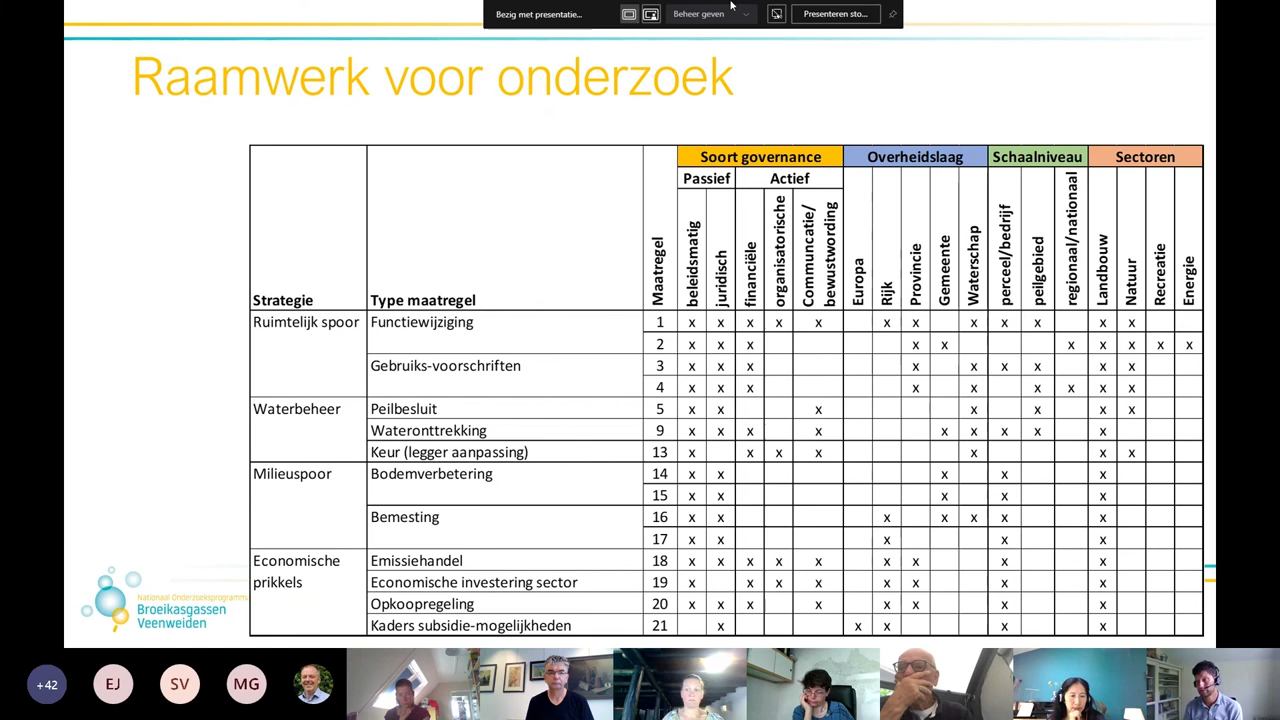 Bezig met presentatie...
Beheer geven
Presenteren sto...
Raamwerk voor onderzoek
Soort governance Overheidslaag Schaalniveau Sectoren
Passief Actief
Strategie Type maatregel Maatregel beleidsmatig juridisch financiële organisatorische Communcatie/ bewustwording Europa Rijk Provincie Gemeente Waterschap perceel/bedrijf peilgebied regionaal/nationaal Landbouw Natuur Recreatie Energie
Ruimtelijk spoor Functiewijziging 1 x x x x x x x x x x x x
2 x x x x x x x x x x
Gebruiks-voorschriften 3 x x x x x x x x x
4 x x x x x x x x x
Waterbeheer Peilbesluit 5 x x x x x x x
Wateronttrekking 9 x x x x x x x x x
Keur (legger aanpassing) 13 x x x x x x x
Milieuspoor Bodemverbetering 14 x x x x x
15 x x x x x
Bemesting 16 x x x x x x x
17 x x x x x
Economische Emissiehandel 18 x x x x x x x x x
prikkels Economische investering sector 19 x x x x x x x x
Opkoopregeling 20 x x x x x x x x
Kaders subsidie-mogelijkheden 21 x x x x x
Nationaal Onderzoeksprogramma
Broeikasgassen
Veenweiden
+42 EJ SV MG